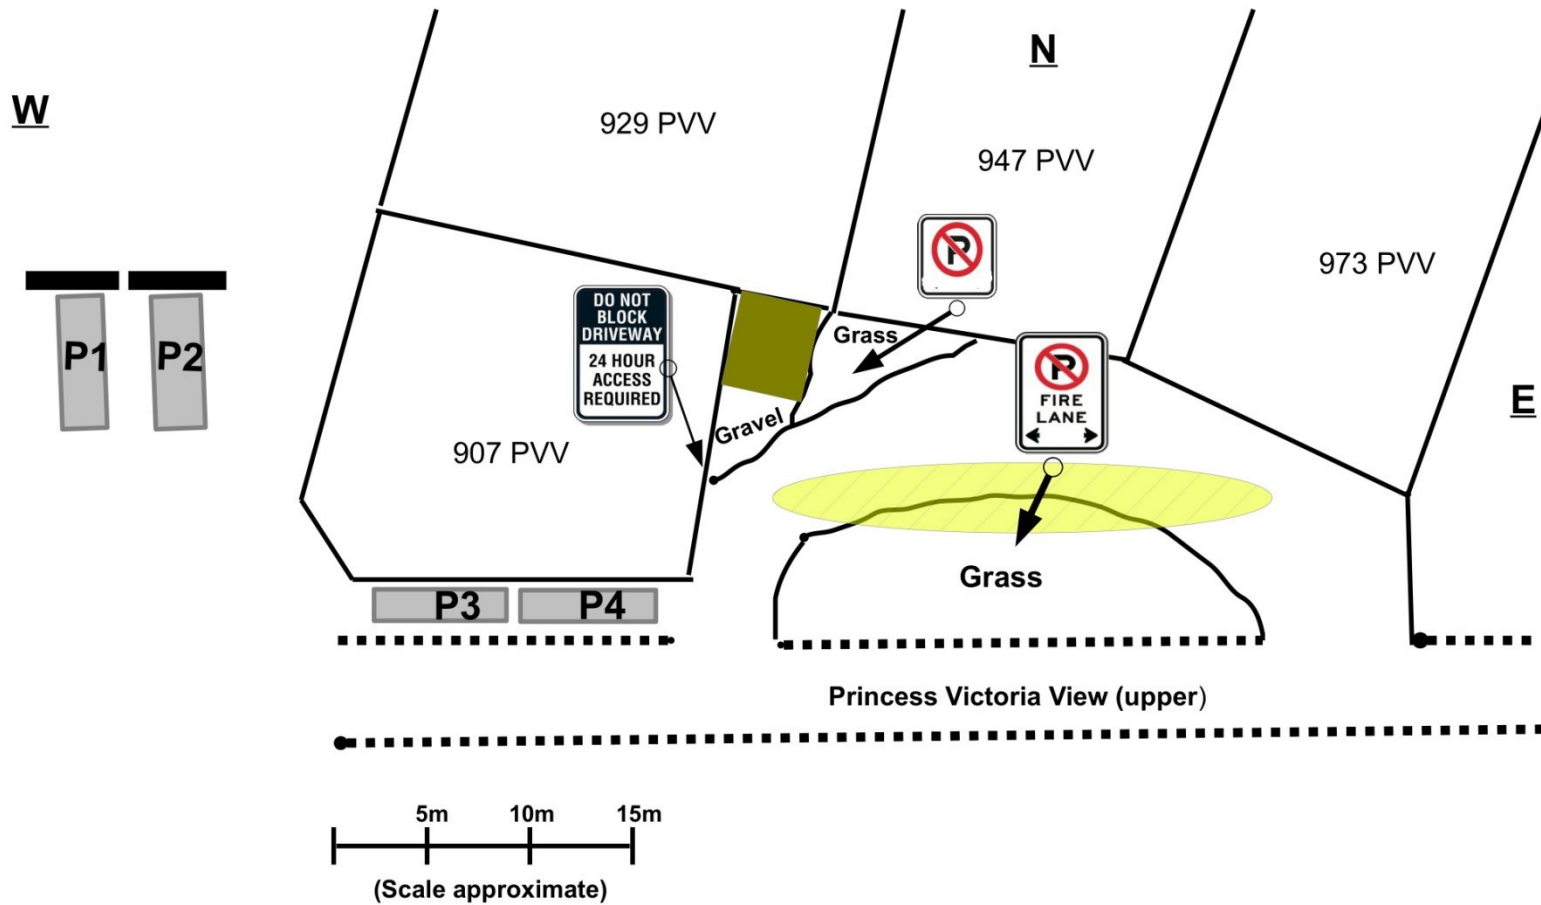 N
W
929 PVV
947 PVV
P
973 PVV
DO NOT
BLOCK
DRIVEWAY
24 HOUR
ACCESS
REQUIRED
Grass
P
FIRE
LANE
P1
P2
E
Gravel
907 PVV
Grass
P3
P4
Princess Victoria View (upper)
5m
10m
15m
(Scale approximate)